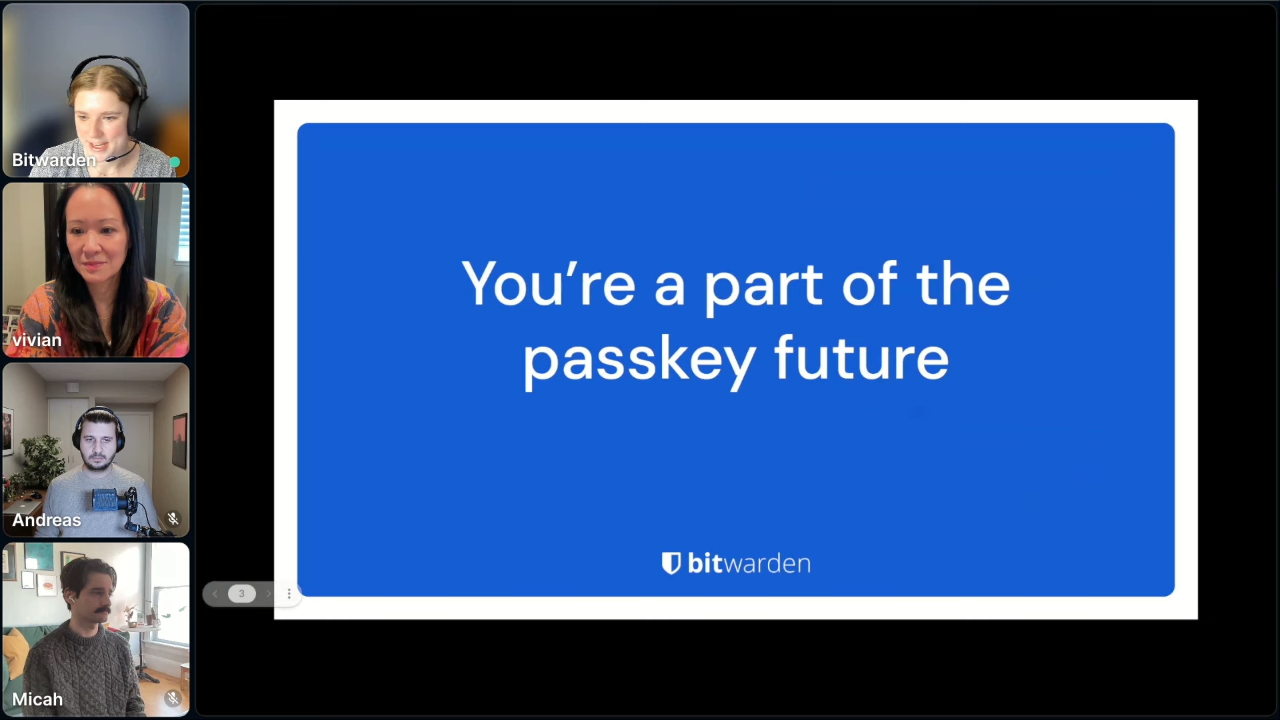 Bitwarden
vivian
Andreas
Micah
You’re a part of the
passkey future
bitwarden
3